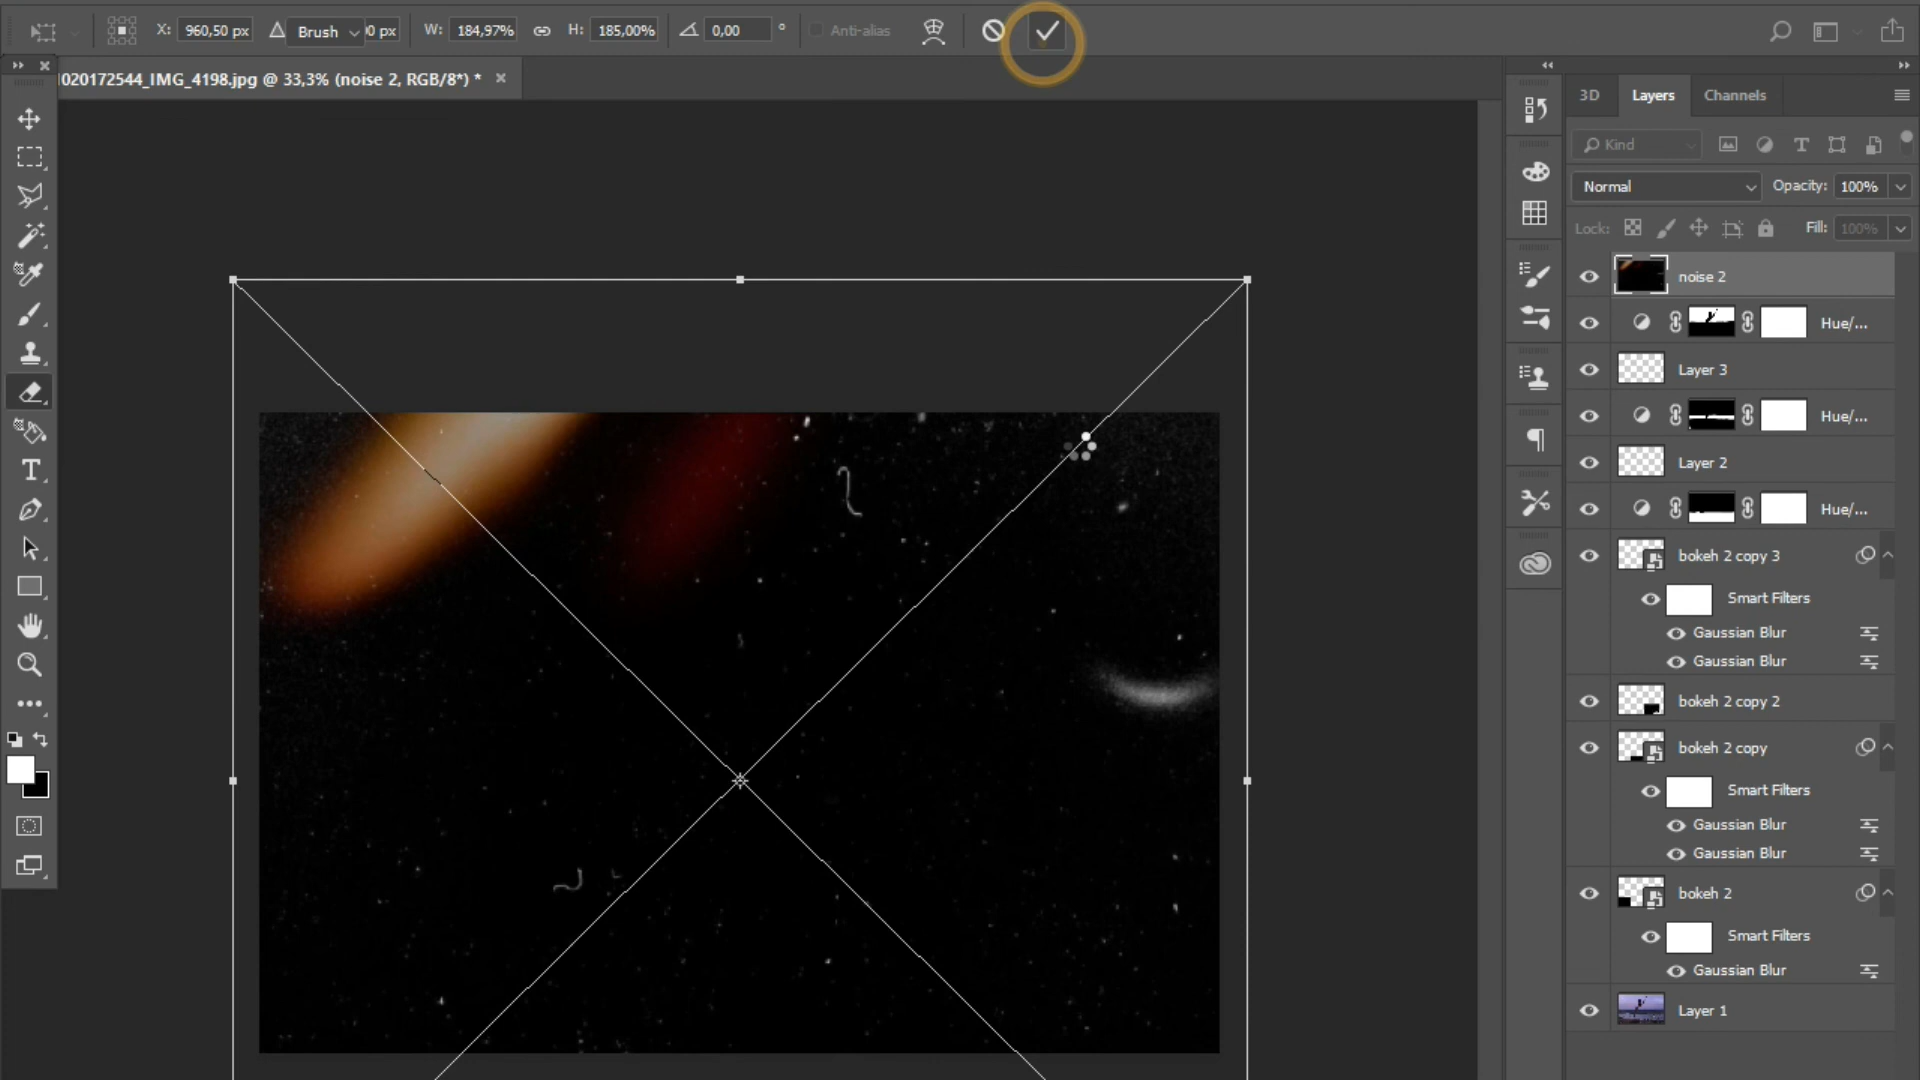 X: 960,50 px Brush 0 px W: 184,97% H: 185,00% 0,00 ° Anti-alias
1020172544_IMG_4198.jpg @ 33,3% (noise 2, RGB/8*) *
3D Layers Channels
Kind
Normal Opacity: 100%
Lock: Fill: 100%
noise 2
Hue/...
Layer 3
Hue/...
Layer 2
Hue/...
bokeh 2 copy 3
Smart Filters
Gaussian Blur
Gaussian Blur
bokeh 2 copy 2
bokeh 2 copy
Smart Filters
Gaussian Blur
Gaussian Blur
bokeh 2
Smart Filters
Gaussian Blur
Layer 1